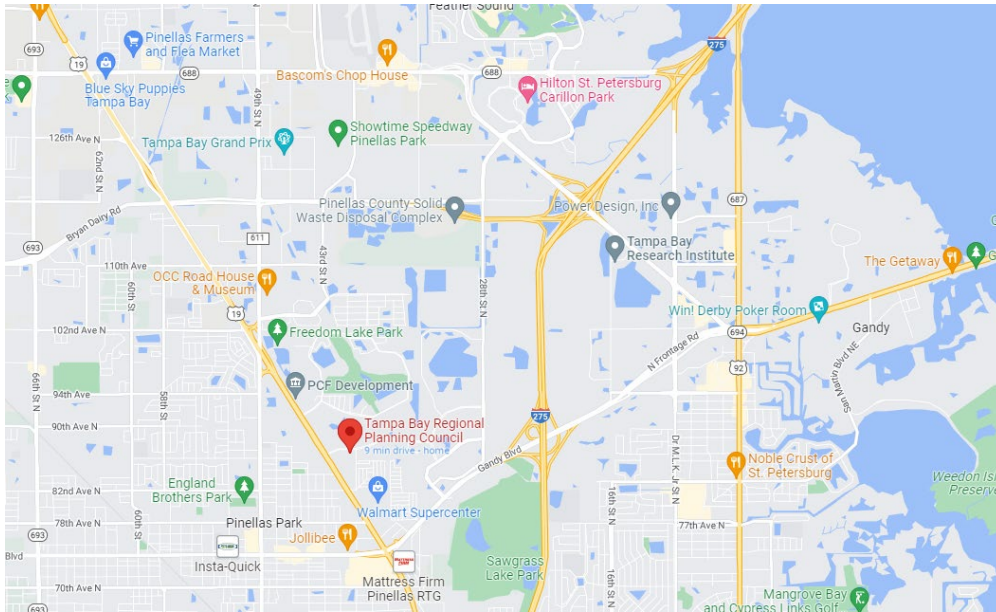 Feather Sound
693
Pinellas Farmers
and Flea Market
19
Blue Sky Puppies
Tampa Bay
688
49th St N
Bascom's Chop House
688
275
Hilton St. Petersburg
Carillon Park
126th Ave N
62nd St N
Tampa Bay Grand Prix
Showtime Speedway
Pinellas Park
Pinellas County Solid
Waste Disposal Complex
Power Design, Inc
687
Bryan Dairy Rd
693
611
43rd St N
Tampa Bay
Research Institute
The Getaway
110th Ave N
60th St
OCC Road House
& Museum
28th St N
19
Win! Derby Poker Room
694
Gandy
102nd Ave N
Freedom Lake Park
N Frontage Rd
San Martin Blvd NE
92
66th St N
PCF Development
94th Ave
58th St
275
90th Ave N
Tampa Bay Regional
Planning Council
9 min drive - home
Gandy Blvd
Dr M.L.K. Jr St N
Noble Crust of
St. Petersburg
Weedon Isl
Preserve
England
Brothers Park
82nd Ave N
Walmart Supercenter
16th St N
78th Ave N
60th St
Pinellas Park
Jollibee
77th Ave N
693
Blvd
Insta-Quick
Mattress Firm
Pinellas RTG
Sawgrass
Lake Park
16th St N
70th Ave N
Mangrove Bay
and Cypress Links Golf